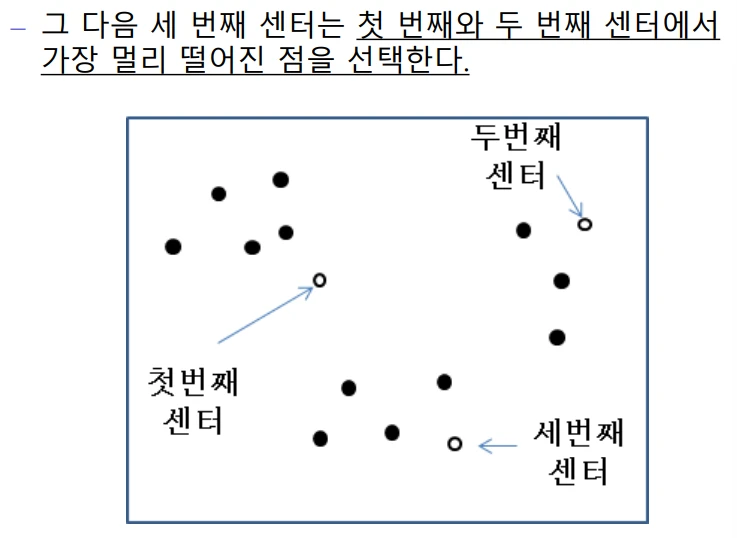 – 그 다음 세 번째 센터는 첫 번째와 두 번째 센터에서
가장 멀리 떨어진 점을 선택한다.
두번째
센터
첫번째
센터
세번째
센터